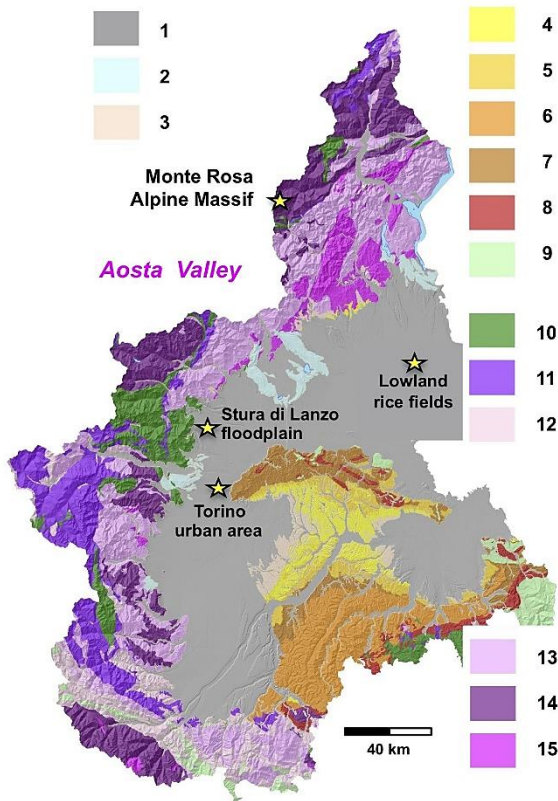 1
2
3
4
5
6
7
8
9
10
11
12
Monte Rosa
Alpine Massif
Aosta Valley
Lowland
rice fields
Stura di Lanzo
floodplain
Torino
urban area
13
14
15
40 km